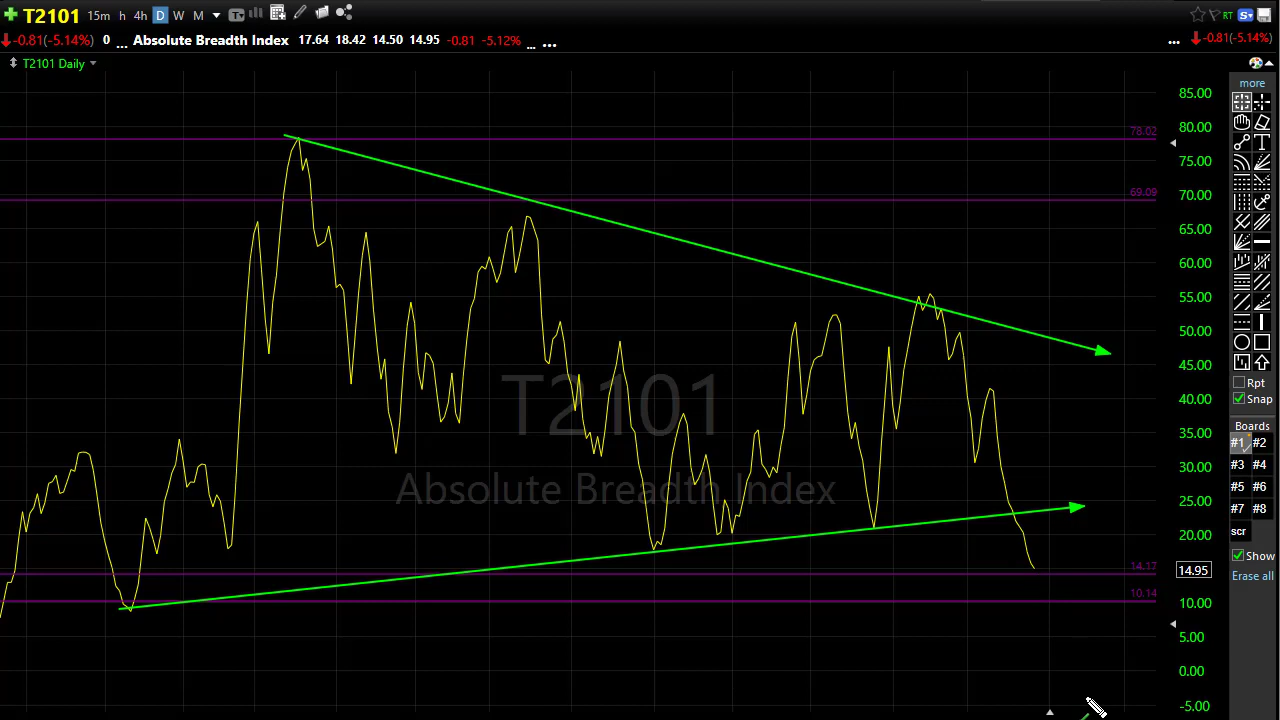 T2101 15m h 4h D W M T RT S
-0.81(-5.14%) 0 ... Absolute Breadth Index 17.64 18.42 14.50 14.95 -0.81 -5.12% ... ... ... -0.81(-5.14%)
T2101 Daily
more
85.00
78.02 80.00
75.00
69.09 70.00
65.00
60.00
55.00
50.00
45.00
T2101 40.00
35.00
30.00
Absolute Breadth Index
25.00
20.00
14.17 14.95
10.14 10.00
5.00
0.00
-5.00
T
Rpt
Snap
Boards
#1 #2
#3 #4
#5 #6
#7 #8
scr
Show
Erase all